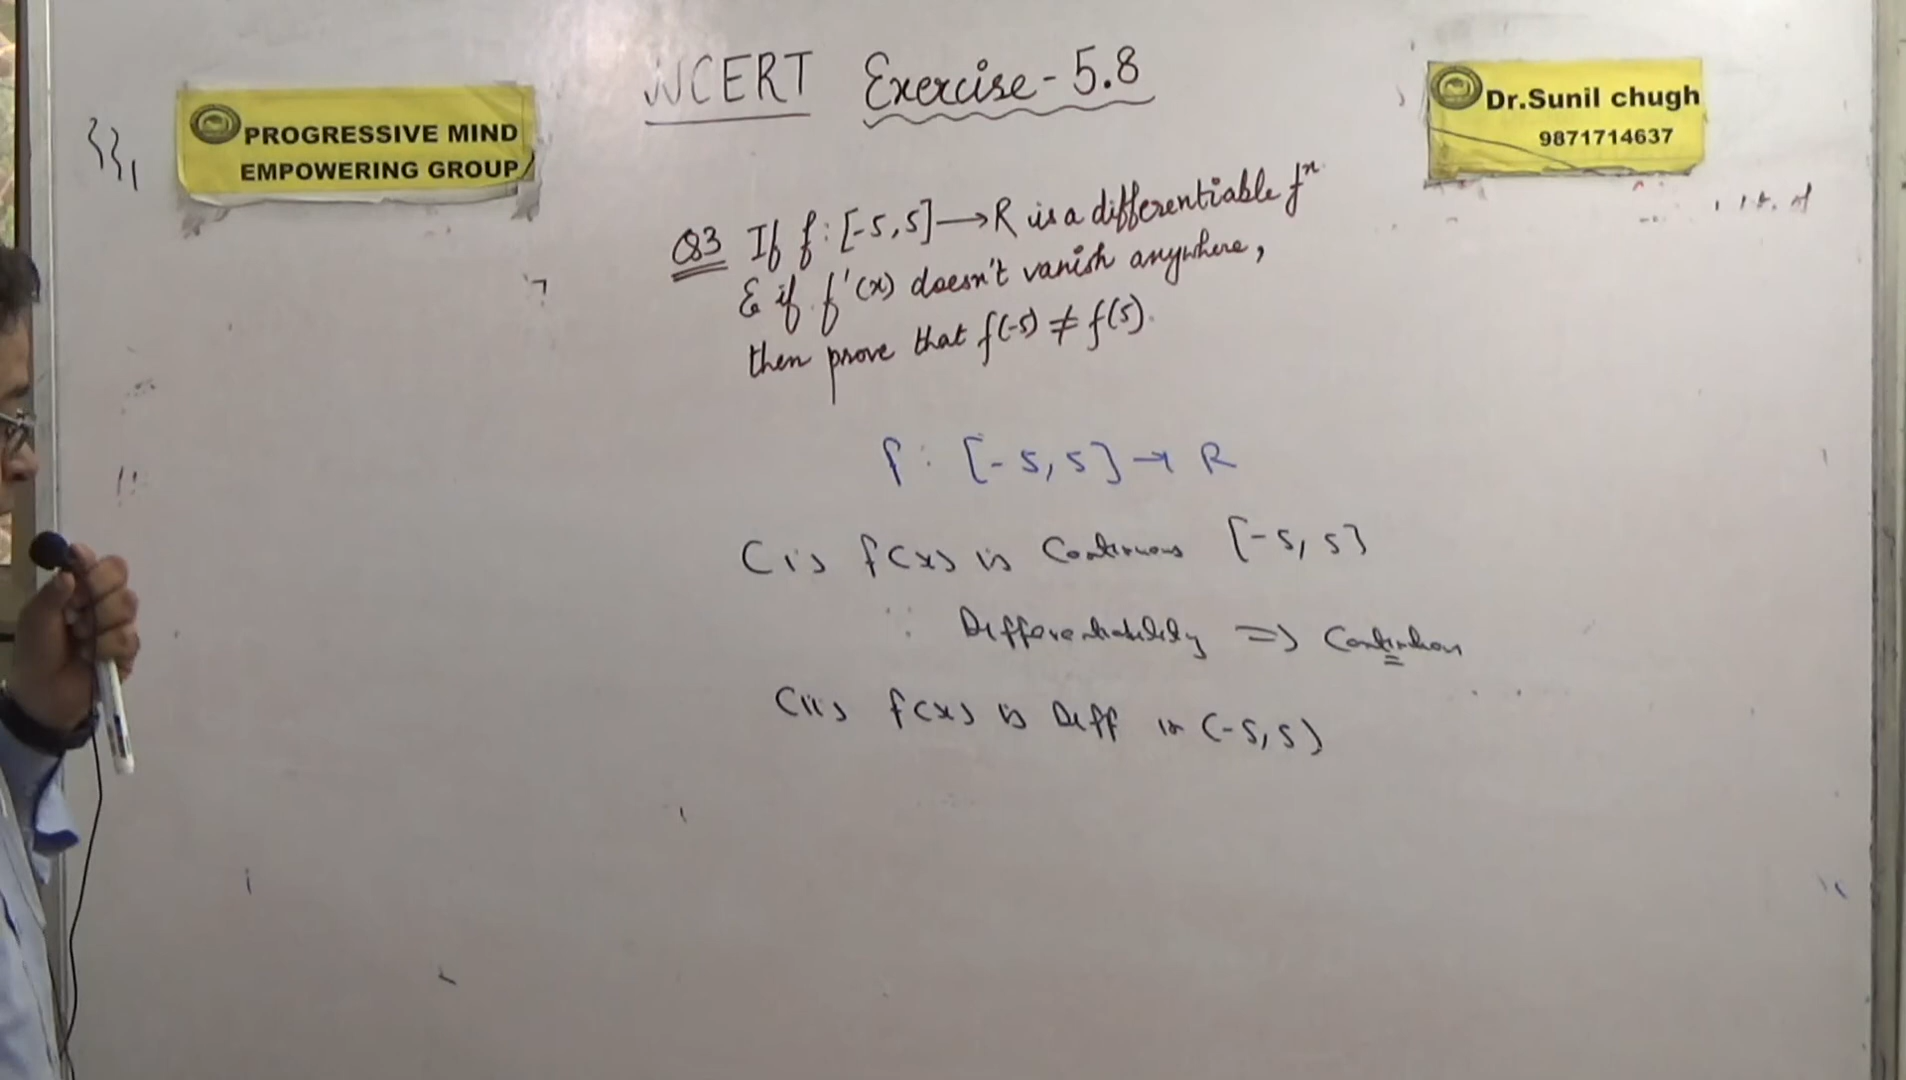 NCERT Exercise - 5.8
PROGRESSIVE MIND
EMPOWERING GROUP
Dr.Sunil chugh
9871714637
Q3 If f : [-5, 5] → R is a differentiable fⁿ
& if f'(x) doesn't vanish anywhere,
then prove that f(-5) ≠ f(5).
f : [-5, 5] → R
(i) f(x) is Continuous [-5, 5]
∵ Differentiability ⇒ Continuous
(ii) f(x) is Diff in (-5, 5)